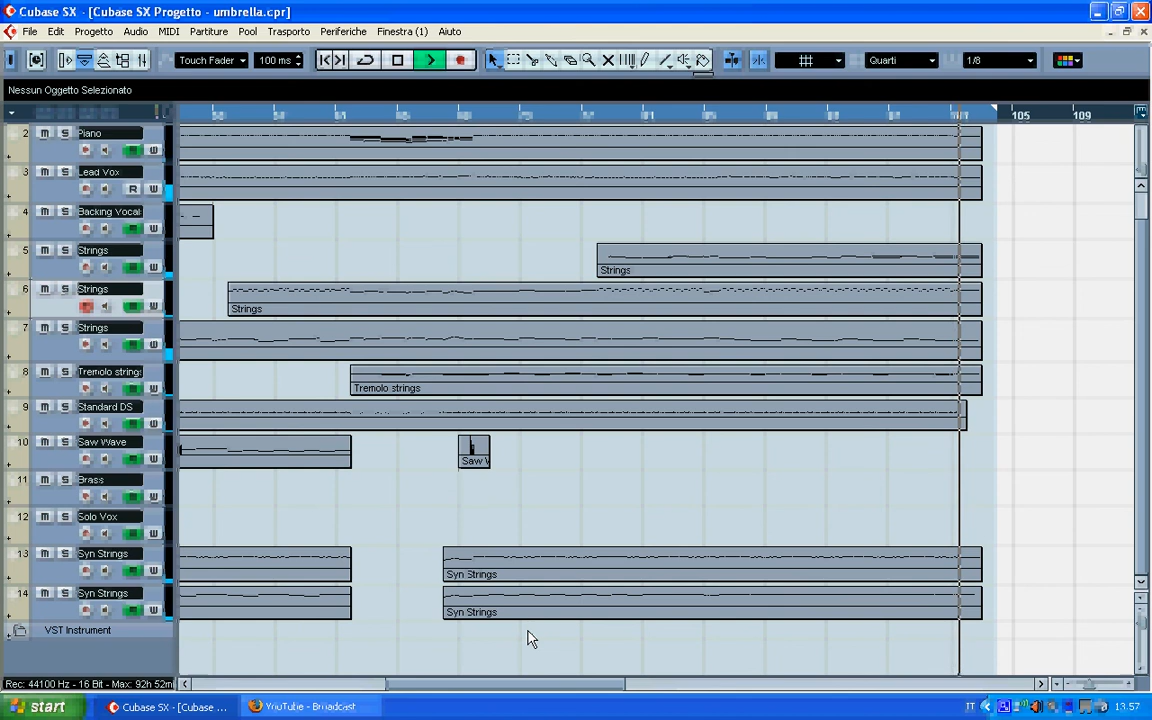 Cubase SX - [Cubase SX Progetto - umbrella.cpr]
File Edit Progetto Audio MIDI Partiture Pool Trasporto Periferiche Finestra (1) Aiuto
Touch Fader 100 ms Quarti 1/8
Nessun Oggetto Selezionato
105 109
2 m S Piano
W
3 m S Lead Vox
R W
4 m S Backing Vocal
W
5 m S Strings
W Strings
6 m S Strings
W Strings
7 m S Strings
W
8 m S Tremolo string
W Tremolo strings
9 m S Standard DS
W
10 m S Saw Wave
W Saw W
11 m S Brass
W
12 m S Solo Vox
W
13 m S Syn Strings
W Syn Strings
14 m S Syn Strings
W Syn Strings
VST Instrument
Rec: 44100 Hz - 16 Bit - Max: 92h 52m
start Cubase SX - [Cubase ... YouTube - Broadcast IT 13.57